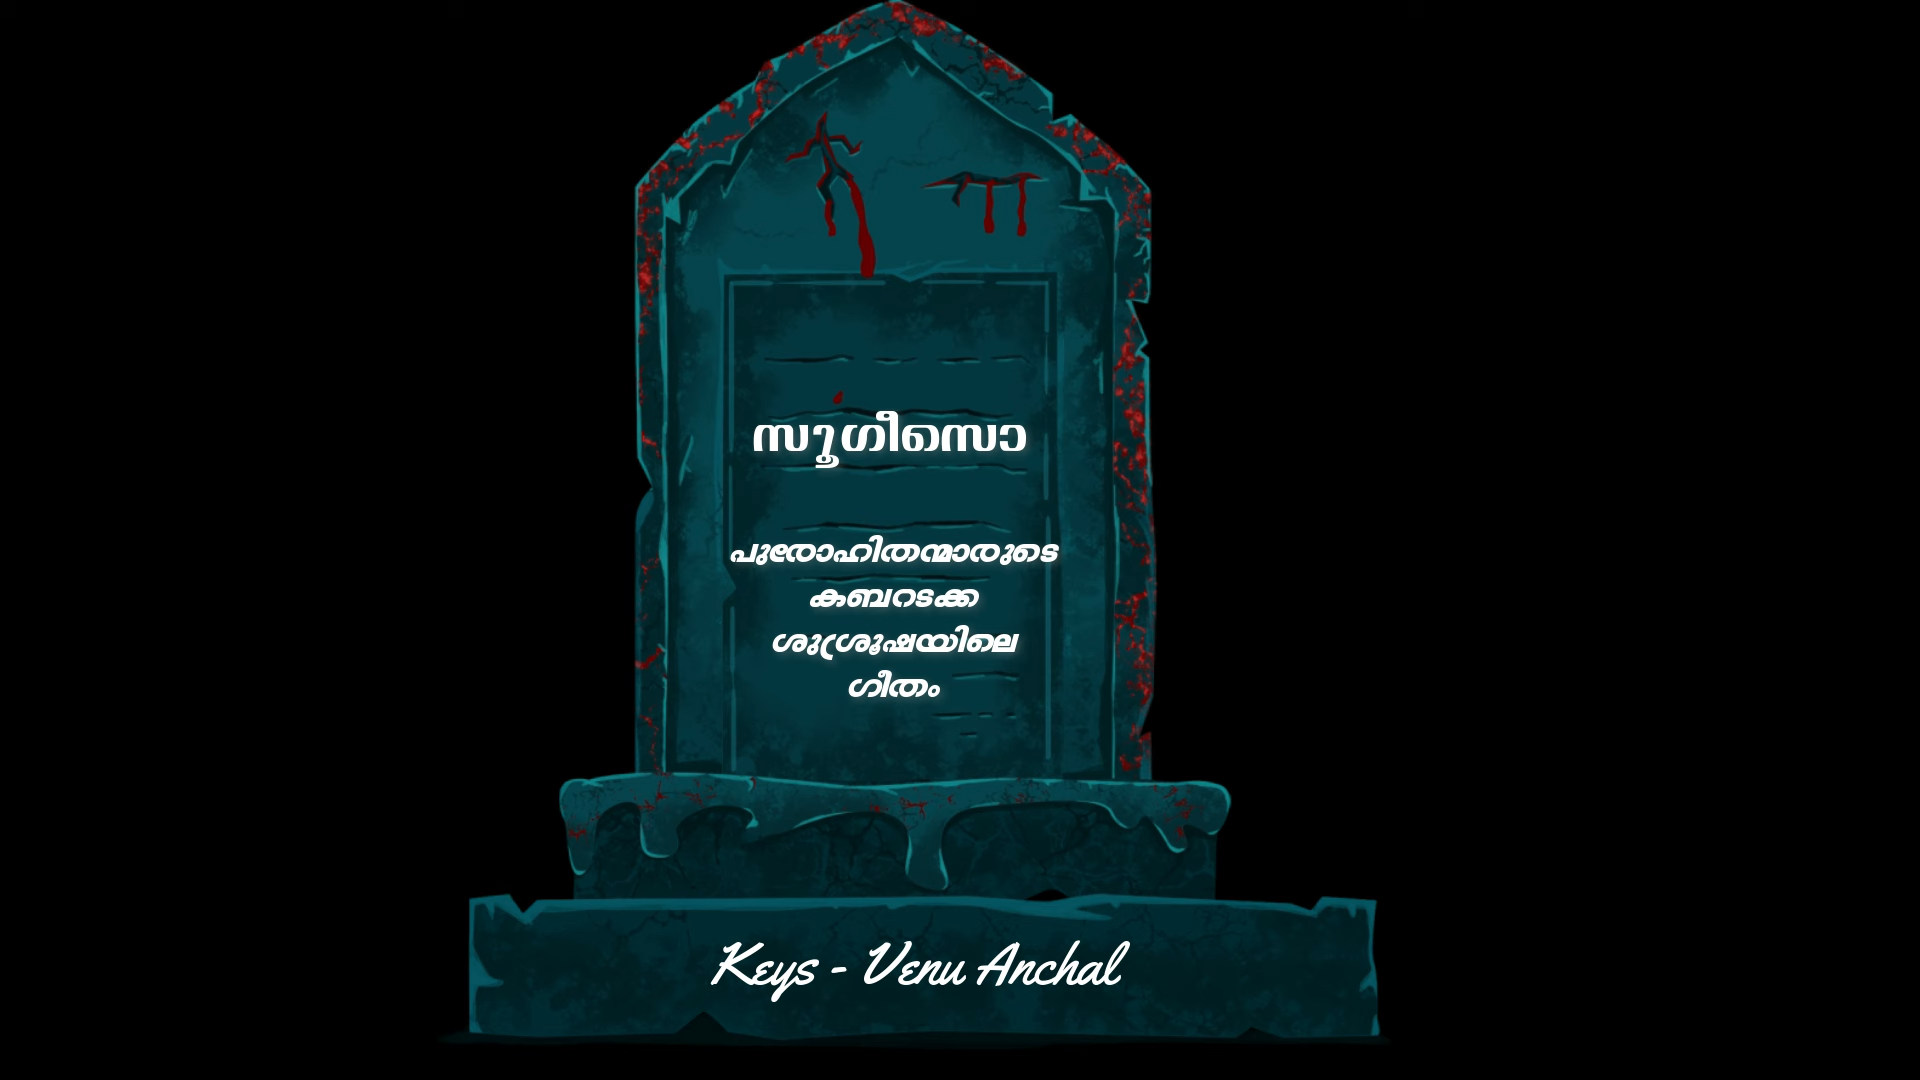 സൂഗീസൊ
പുരോഹിതന്മാരുടെ
കബറടക്ക
ശുശ്രൂഷയിലെ
ഗീതം
Keys - Venu Anchal